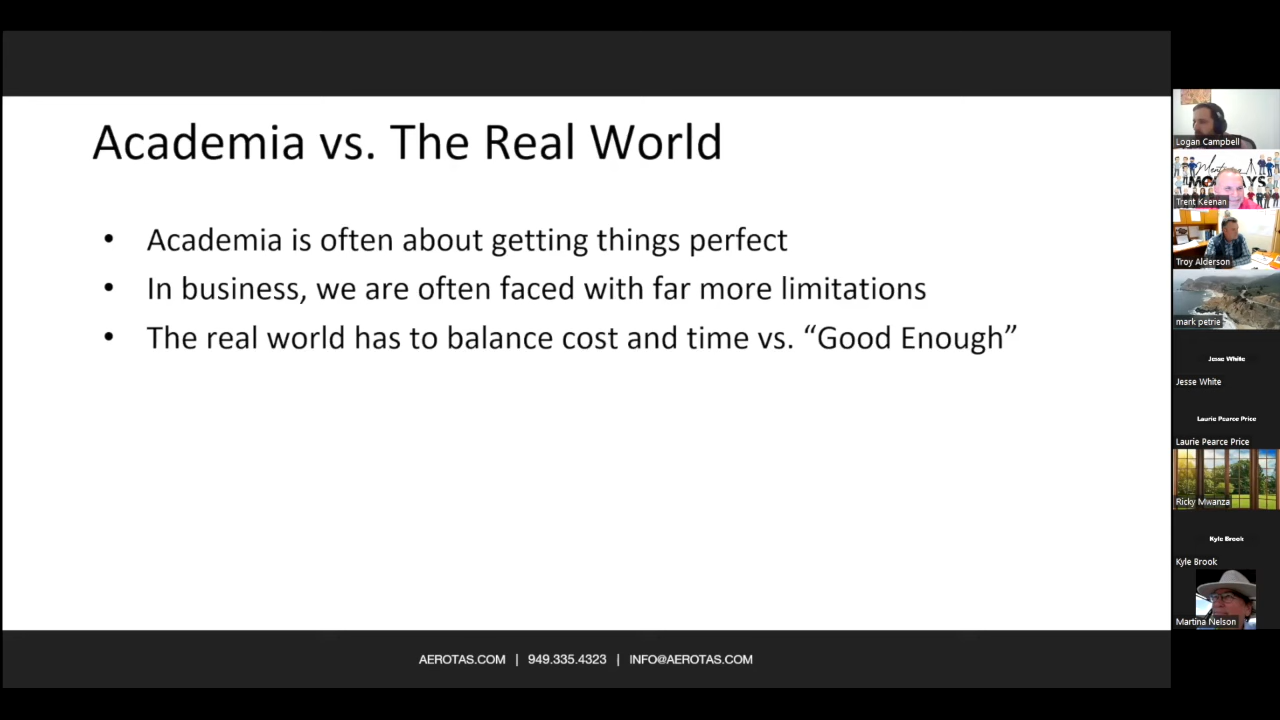 Academia vs. The Real World
• Academia is often about getting things perfect
• In business, we are often faced with far more limitations
• The real world has to balance cost and time vs. “Good Enough”
AEROTAS.COM | 949.335.4323 | INFO@AEROTAS.COM
Logan Campbell
Trent Keenan
Troy Alderson
mark petrie
Jesse White
Jesse White
Laurie Pearce Price
Laurie Pearce Price
Ricky Mwanza
Kyle Brook
Kyle Brook
Martina Nelson